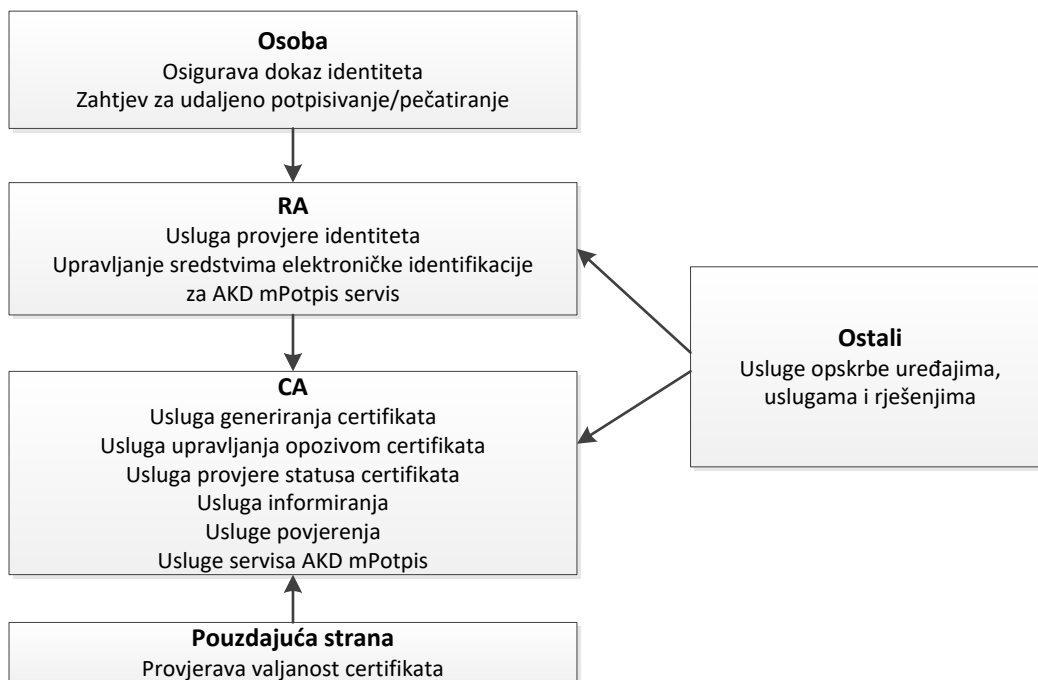 Osoba
Osigurava dokaz identiteta
Zahtjev za udaljeno potpisivanje/pečatiranje
RA
Usluga provjere identiteta
Upravljanje sredstvima elektroničke identifikacije
za AKD mPotpis servis
Ostali
Usluge opskrbe uređajima,
uslugama i rješenjima
CA
Usluga generiranja certifikata
Usluga upravljanja opozivom certifikata
Usluga provjere statusa certifikata
Usluga informiranja
Usluge povjerenja
Usluge servisa AKD mPotpis
Pouzdajuća strana
Provjerava valjanost certifikata